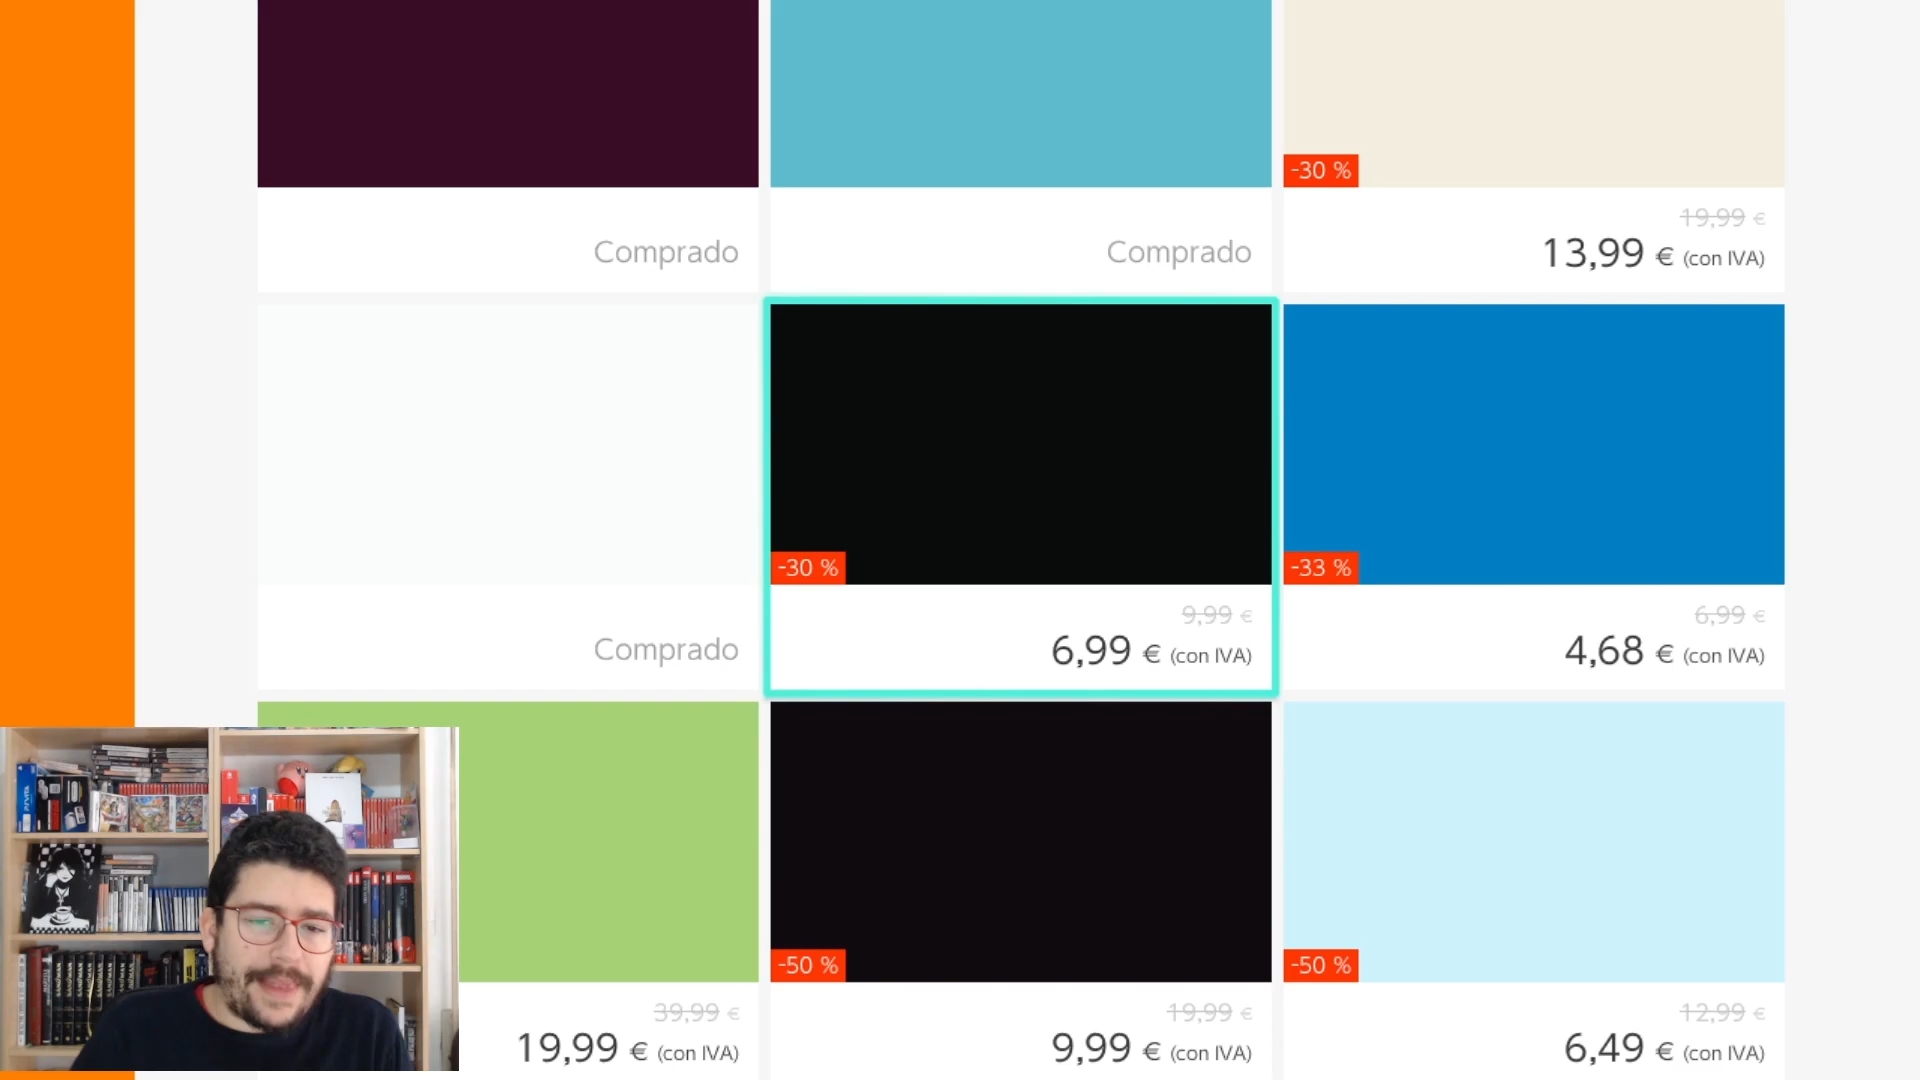 -30 %
Comprado
Comprado
19,99 €
13,99 € (con IVA)
-30 %
-33 %
Comprado
9,99 €
6,99 € (con IVA)
6,99 €
4,68 € (con IVA)
-50 %
-50 %
39,99 €
19,99 € (con IVA)
19,99 €
9,99 € (con IVA)
12,99 €
6,49 € (con IVA)
PSVITA
SANDMAN